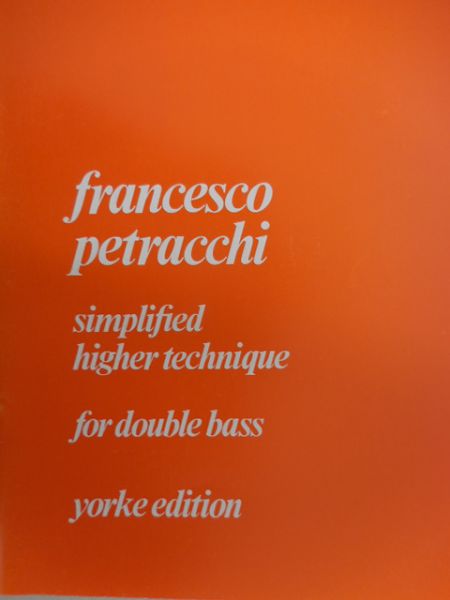 francesco
petracchi
simplified
higher technique
for double bass
yorke edition